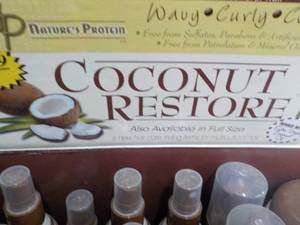 Wavy • Curly • C
NATURE'S PROTEIN
• Free from Sulfates, Parabens & Artificial
• Free from Petrolatum & Mineral O
COCONUT
RESTORE
Also Available in Full Size